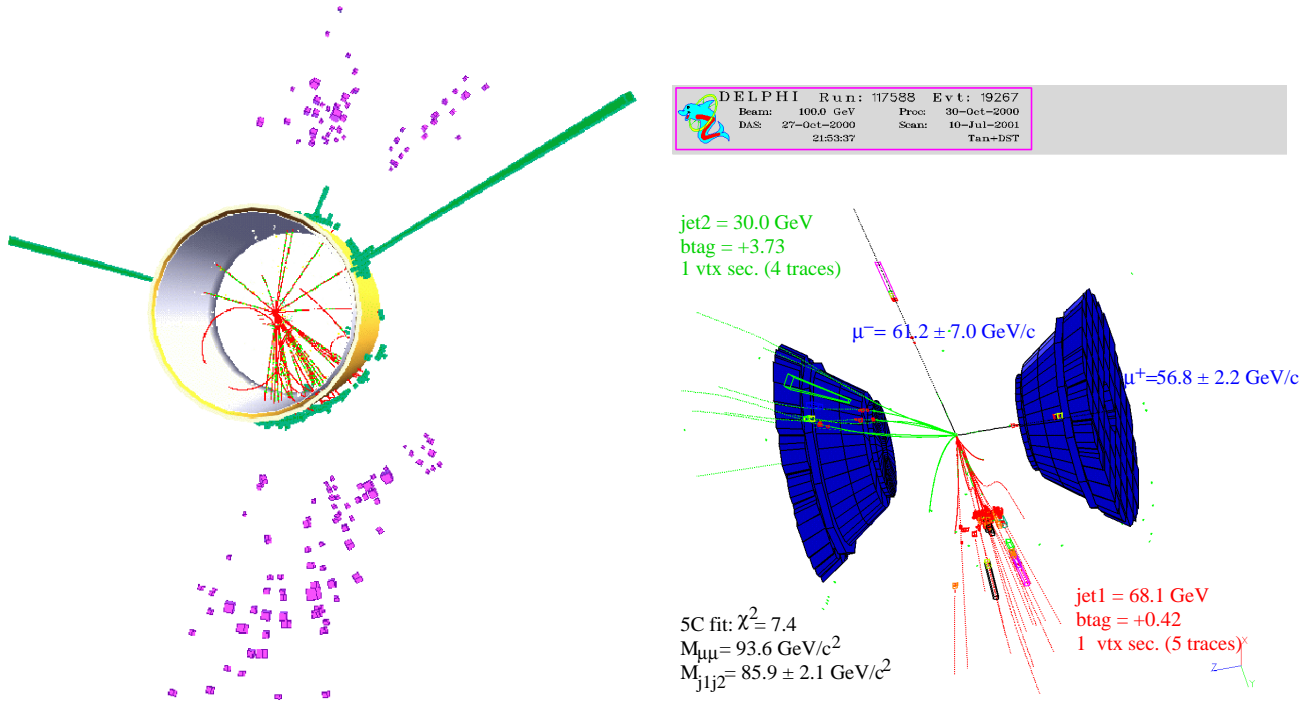 DELPHI Run: 117588 Evt: 19267
Beam: 100.0 GeV Proc: 30-Oct-2000
DAS: 27-Oct-2000 Scan: 10-Jul-2001
21:53:37 Tan+DST
jet2 = 30.0 GeV
btag = +3.73
1 vtx sec. (4 traces)
μ⁻= 61.2 ± 7.0 GeV/c
μ⁺=56.8 ± 2.2 GeV/c
jet1 = 68.1 GeV
btag = +0.42
1 vtx sec. (5 traces)
5C fit: χ²= 7.4
Mμμ= 93.6 GeV/c²
Mj1j2= 85.9 ± 2.1 GeV/c²
X
Z
Y